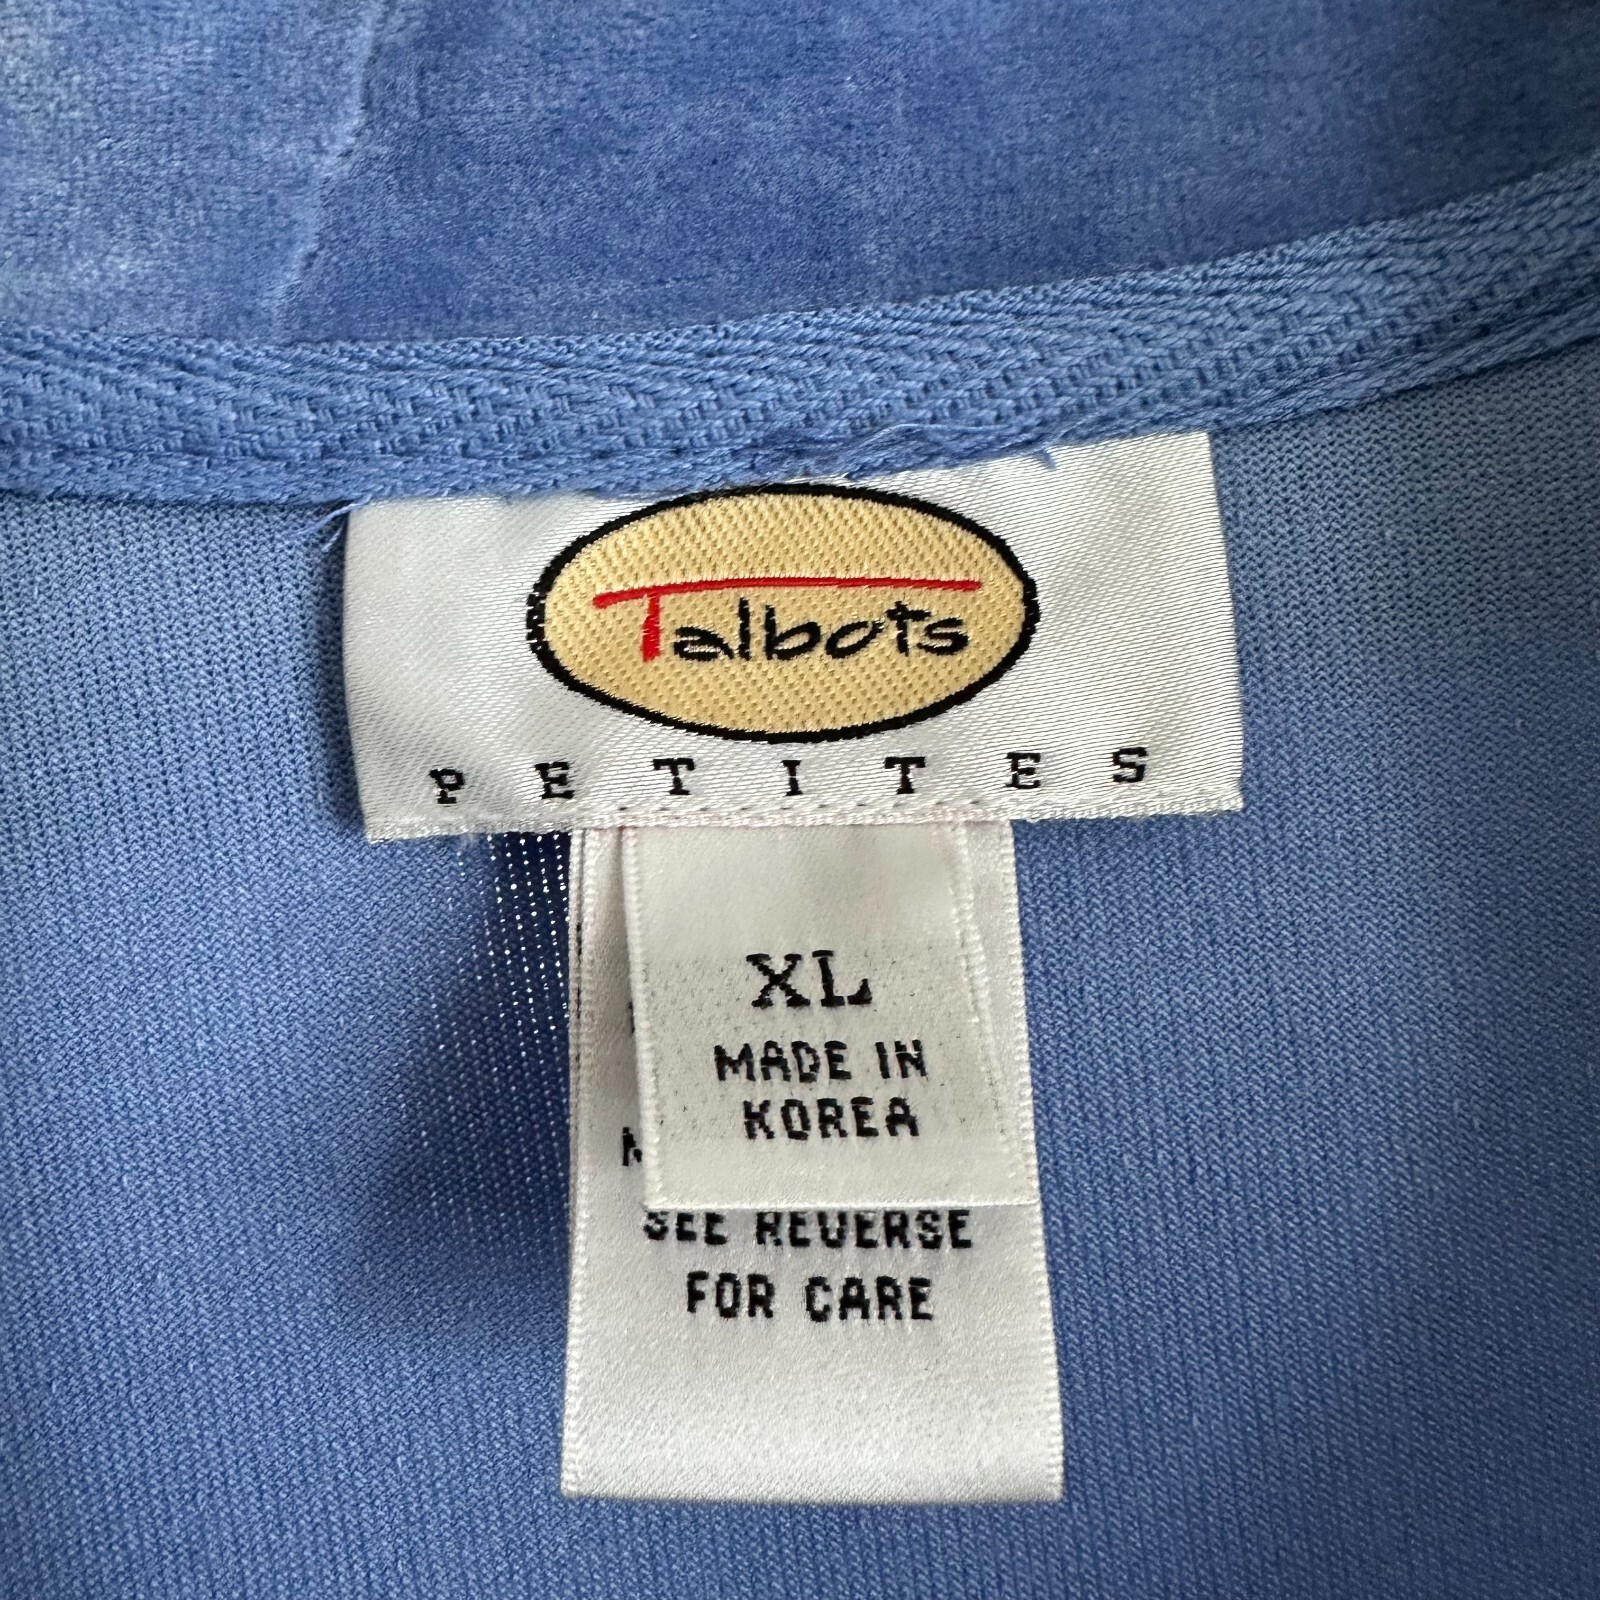 Talbots
PETITES
XL
MADE IN
KOREA
SEE REVERSE
FOR CARE